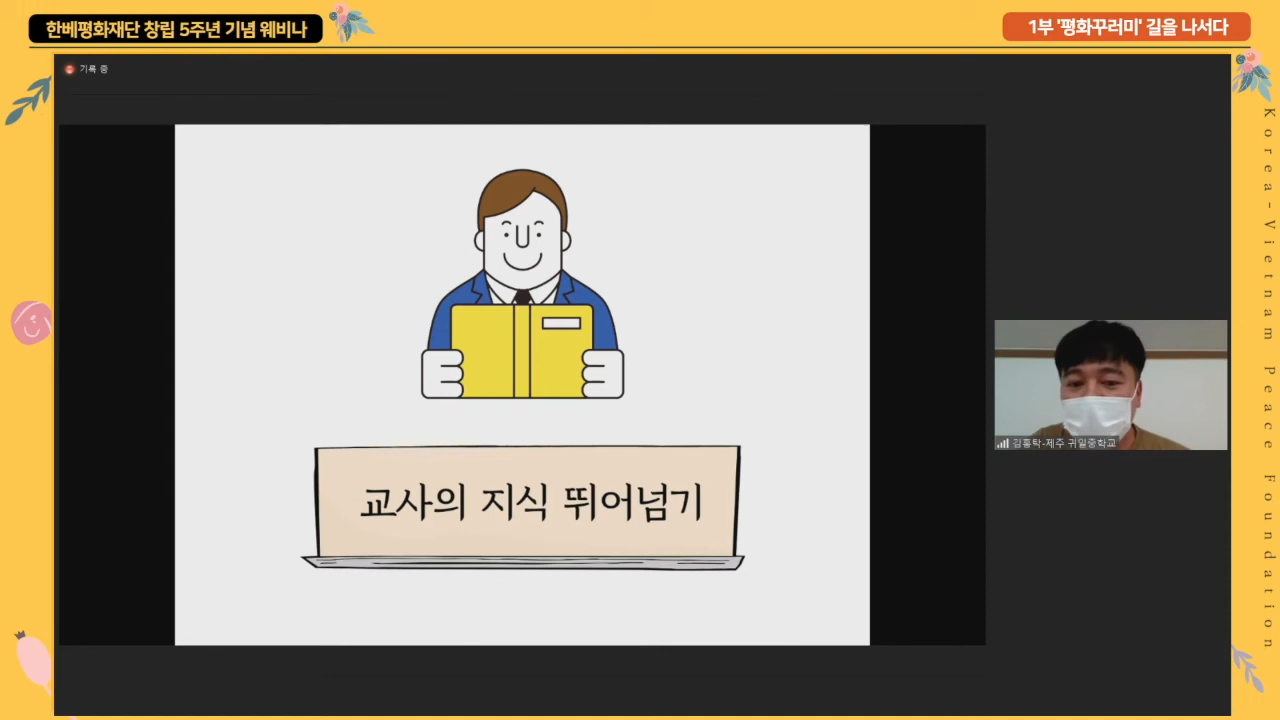 한베평화재단 창립 5주년 기념 웨비나
1부 '평화꾸러미' 길을 나서다
기록 중
교사의 지식 뛰어넘기
김홍탁-제주 귀일중학교
Korea-Vietnam Peace Foundation